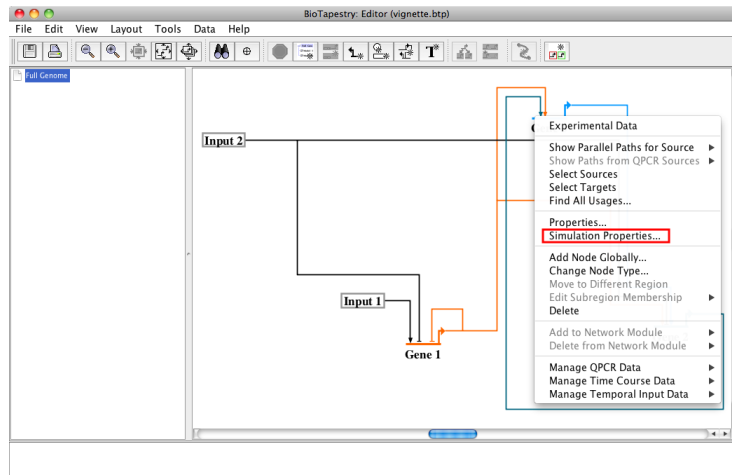 BioTapestry: Editor (vignette.btp)
File Edit View Layout Tools Data Help
Full Genome
Input 2
Input 1
Gene 1
Experimental Data
Show Parallel Paths for Source
Show Paths from QPCR Sources
Select Sources
Select Targets
Find All Usages...
Properties...
Simulation Properties...
Add Node Globally...
Change Node Type...
Move to Different Region
Edit Subregion Membership
Delete
Add to Network Module
Delete from Network Module
Manage QPCR Data
Manage Time Course Data
Manage Temporal Input Data